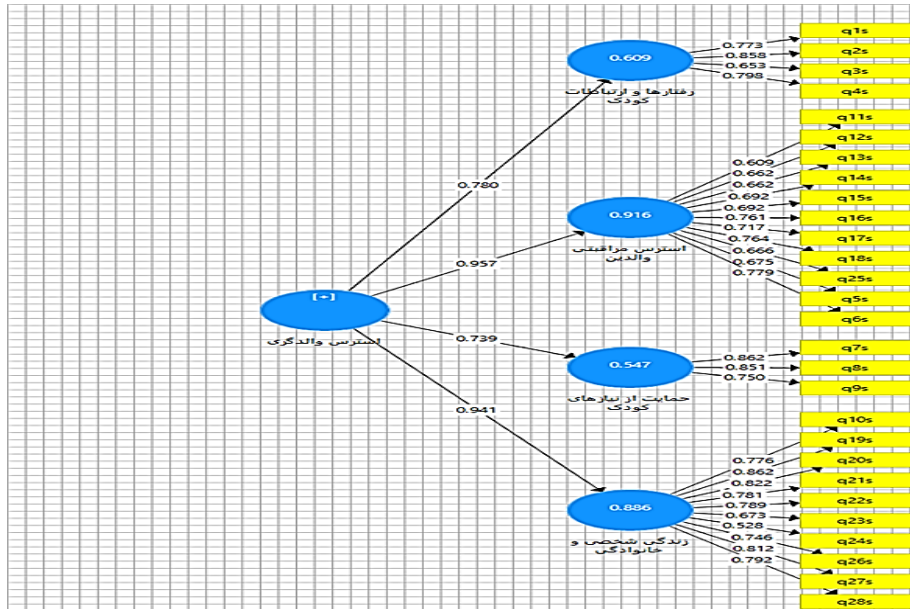 [+]
استرس والدگری
0.780
0.957
0.739
0.941
0.609
رفتارها و ارتباطات
کودک
0.773
0.858
0.653
0.798
q1s
q2s
q3s
q4s
0.916
استرس مراقبتی
والدین
0.609
0.662
0.662
0.692
0.692
0.761
0.717
0.764
0.666
0.675
0.779
q11s
q12s
q13s
q14s
q15s
q16s
q17s
q18s
q25s
q5s
q6s
0.547
حمایت از نیازهای
کودک
0.862
0.851
0.750
q7s
q8s
q9s
0.886
زندگی شخصی و
خانوادگی
0.776
0.862
0.822
0.781
0.789
0.673
0.528
0.746
0.812
0.792
q10s
q19s
q20s
q21s
q22s
q23s
q24s
q26s
q27s
q28s